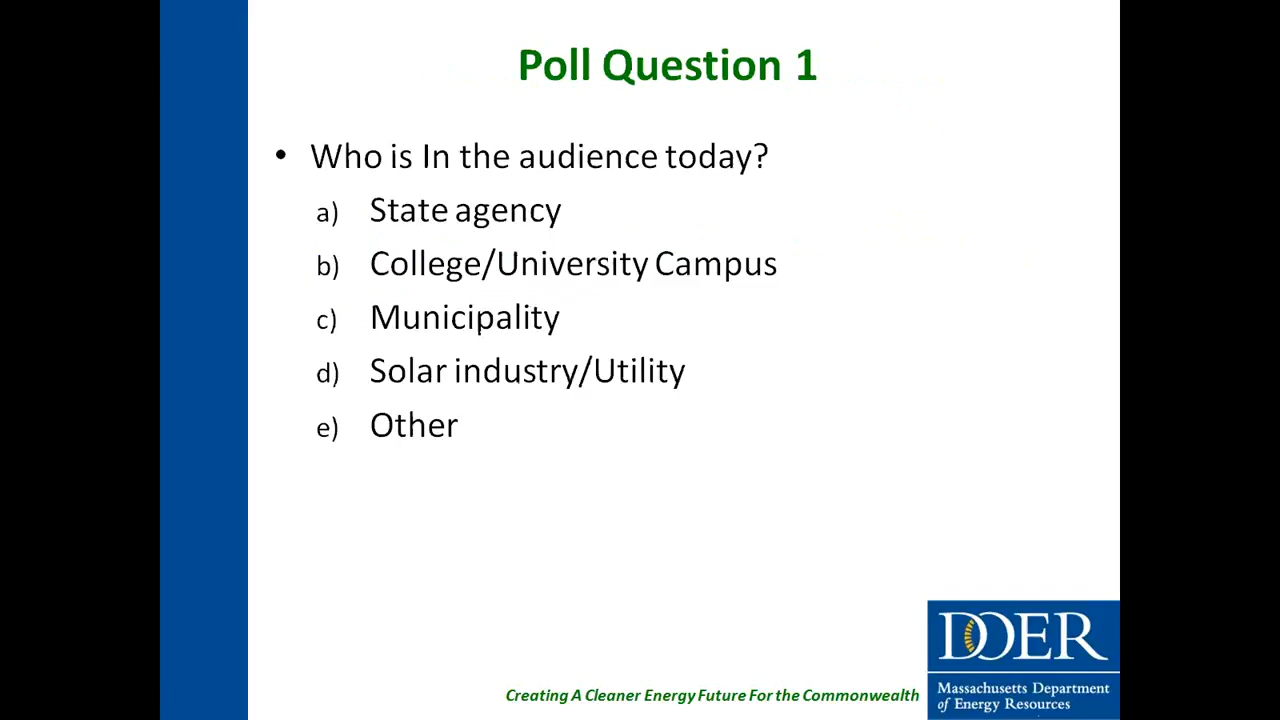 Poll Question 1
• Who is In the audience today?
a) State agency
b) College/University Campus
c) Municipality
d) Solar industry/Utility
e) Other
Creating A Cleaner Energy Future For the Commonwealth
DOER
Massachusetts Department
of Energy Resources